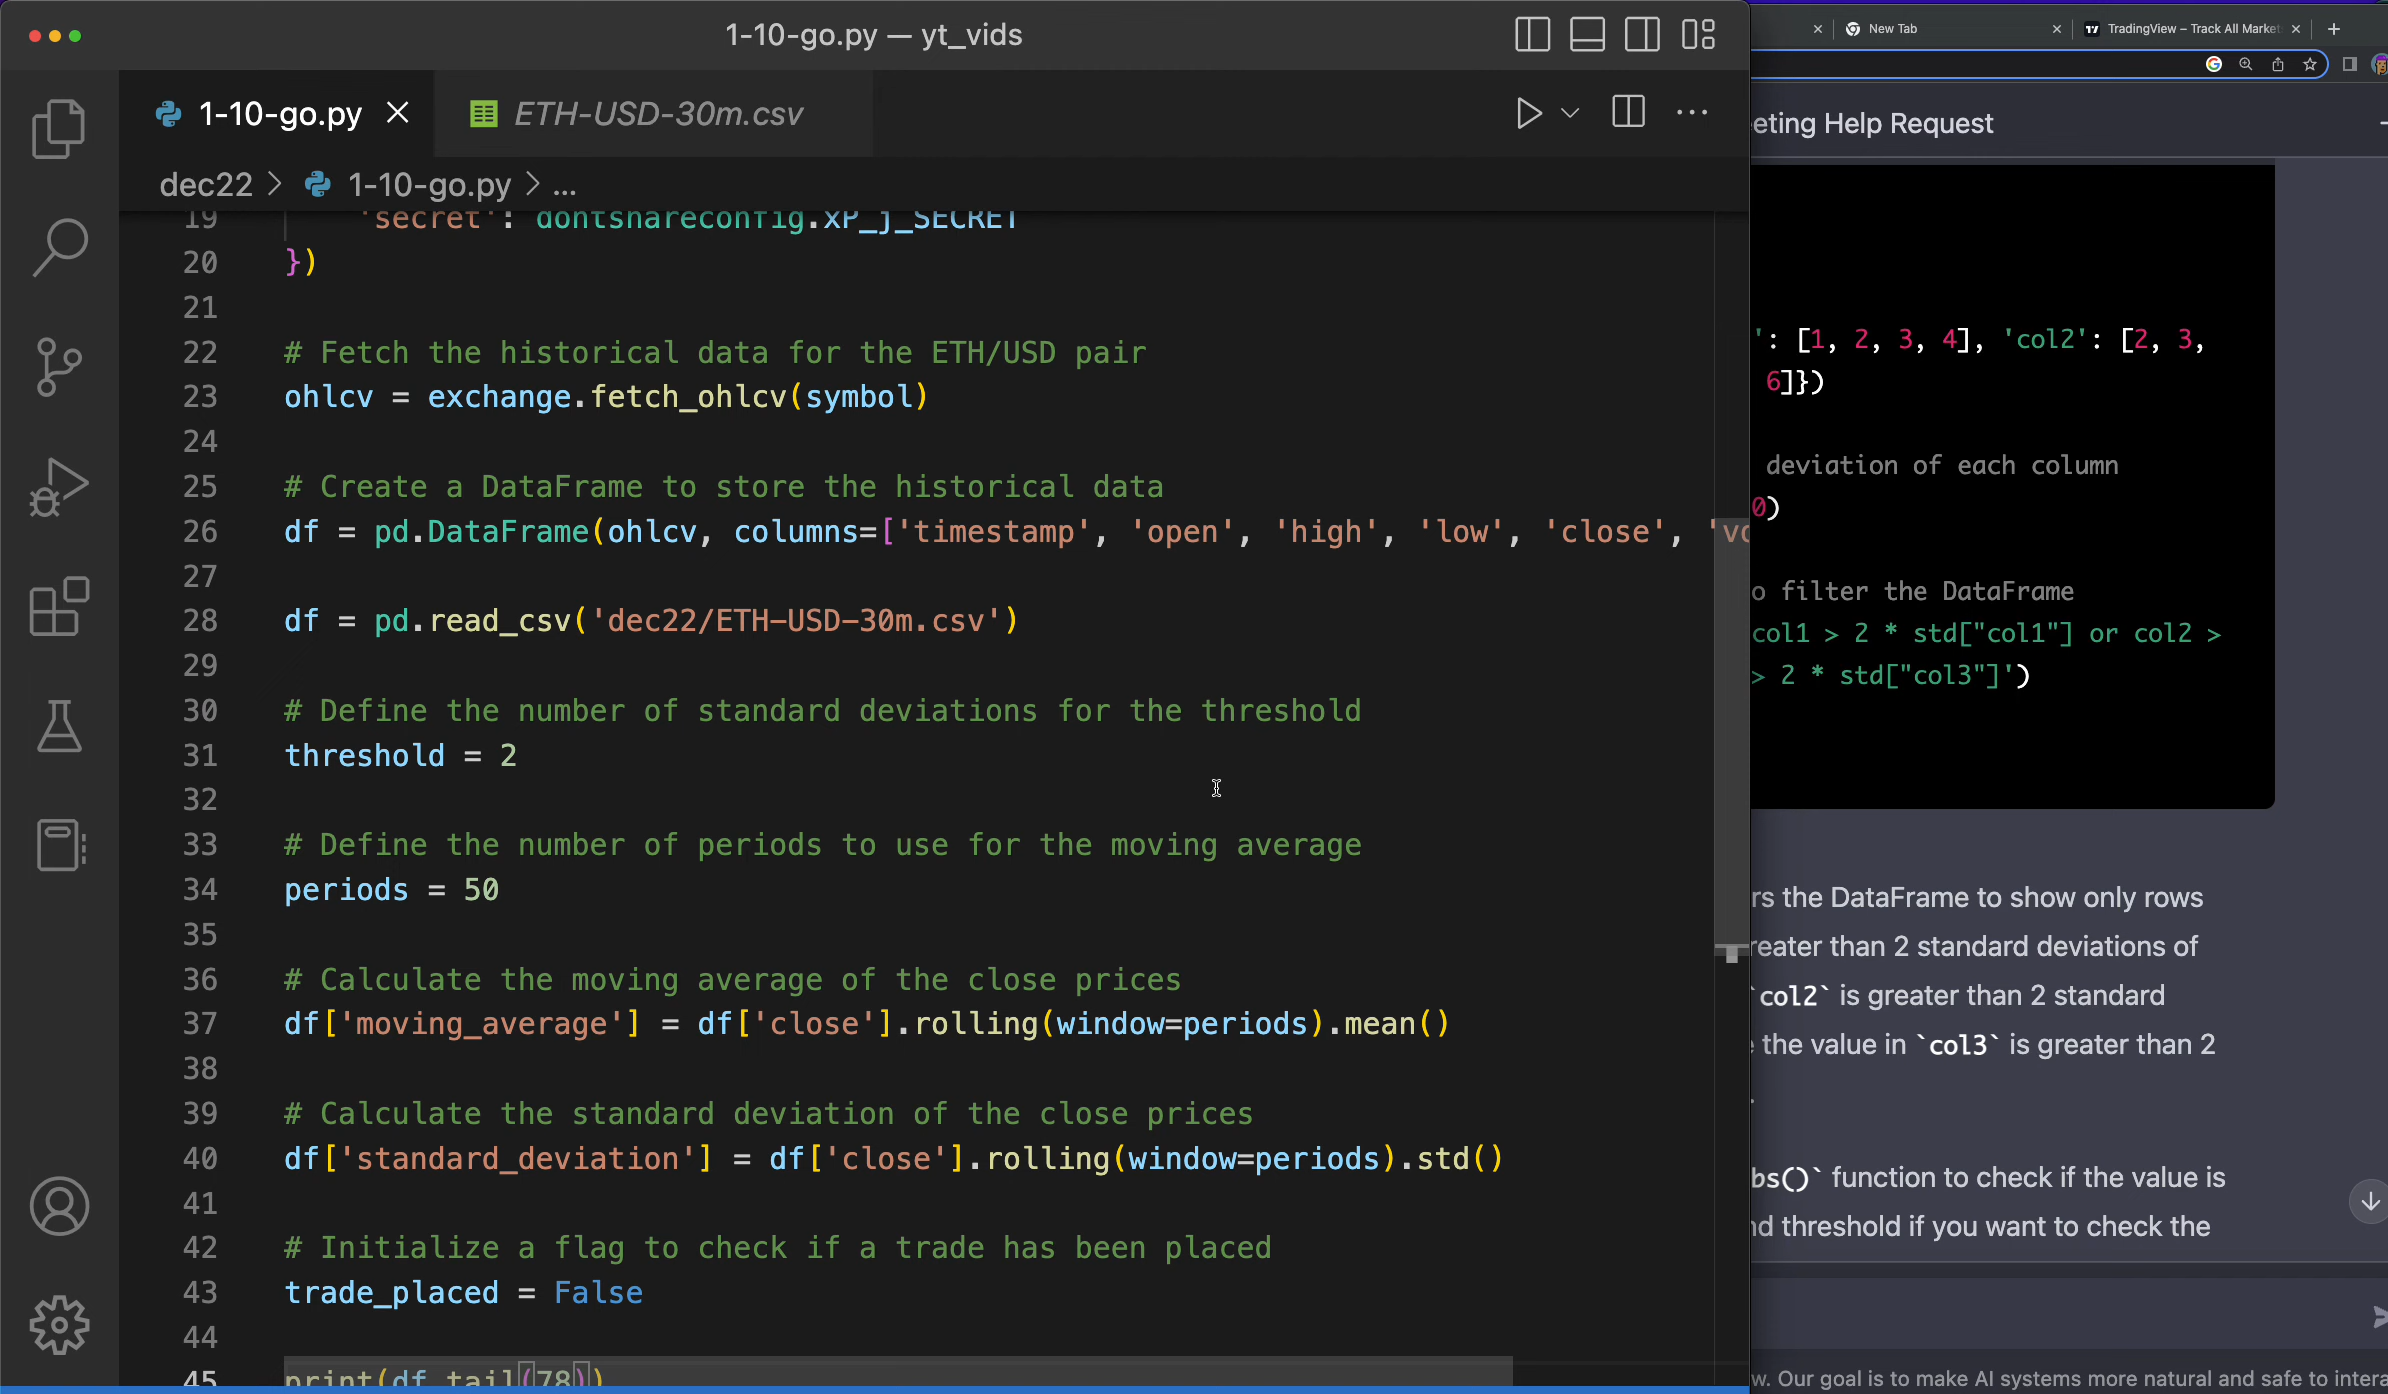 1-10-go.py — yt_vids
1-10-go.py
ETH-USD-30m.csv
dec22 > 1-10-go.py > ...
19 'secret': dontshareconfig.xP_j_SECRET
20 })
21
22 # Fetch the historical data for the ETH/USD pair
23 ohlcv = exchange.fetch_ohlcv(symbol)
24
25 # Create a DataFrame to store the historical data
26 df = pd.DataFrame(ohlcv, columns=['timestamp', 'open', 'high', 'low', 'close', 'vo
27
28 df = pd.read_csv('dec22/ETH-USD-30m.csv')
29
30 # Define the number of standard deviations for the threshold
31 threshold = 2
32
33 # Define the number of periods to use for the moving average
34 periods = 50
35
36 # Calculate the moving average of the close prices
37 df['moving_average'] = df['close'].rolling(window=periods).mean()
38
39 # Calculate the standard deviation of the close prices
40 df['standard_deviation'] = df['close'].rolling(window=periods).std()
41
42 # Initialize a flag to check if a trade has been placed
43 trade_placed = False
44
45 print(df.tail(78))
New Tab
TradingView – Track All Market
eting Help Request
': [1, 2, 3, 4], 'col2': [2, 3,
6]})
deviation of each column
0)
o filter the DataFrame
col1 > 2 * std["col1"] or col2 >
> 2 * std["col3"]')
rs the DataFrame to show only rows
reater than 2 standard deviations of
`col2` is greater than 2 standard
the value in `col3` is greater than 2
.
bs()` function to check if the value is
nd threshold if you want to check the
w. Our goal is to make AI systems more natural and safe to intera